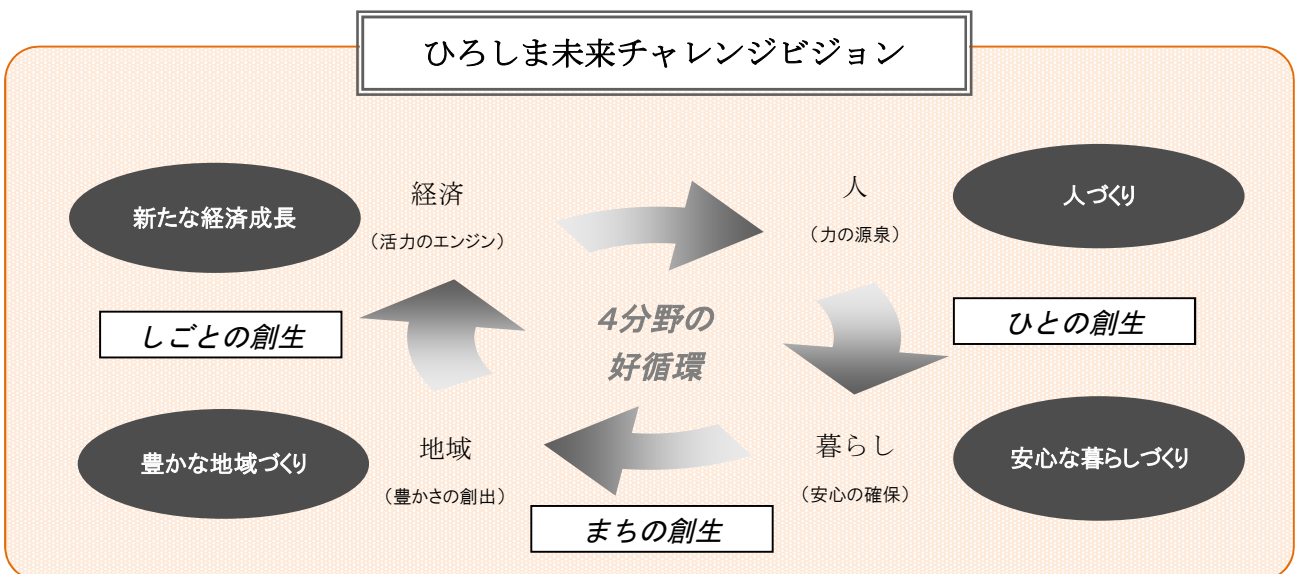 ひろしま未来チャレンジビジョン
新たな経済成長
経済
（活力のエンジン）
人
（力の源泉）
人づくり
しごとの創生
4分野の
好循環
ひとの創生
豊かな地域づくり
地域
（豊かさの創出）
暮らし
（安心の確保）
安心な暮らしづくり
まちの創生